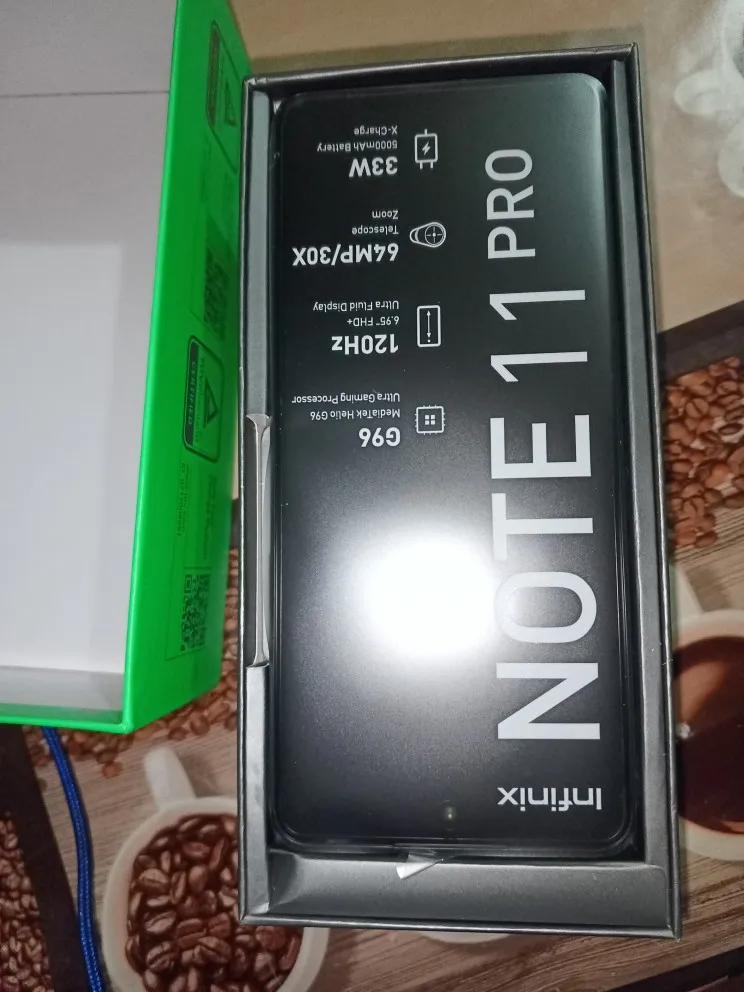 Infinix
NOTE 11 PRO
G96
MediaTek Helio G96
Ultra Gaming Processor
120Hz
6.95" FHD+
Ultra Fluid Display
64MP/30X
Telescope
Zoom
33W
5000mAh Battery
X-Charge
CERTIFIED